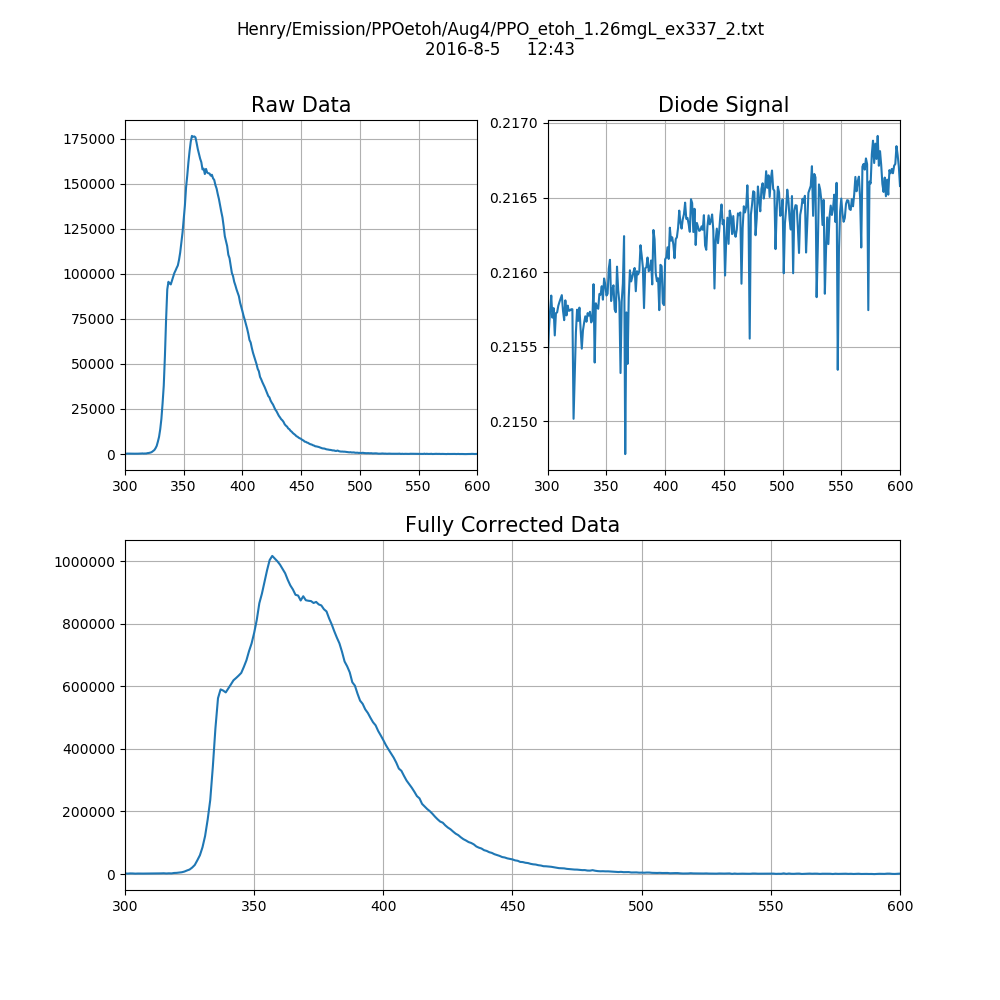 Henry/Emission/PPOetoh/Aug4/PPO_etoh_1.26mgL_ex337_2.txt
2016-8-5 12:43
Raw Data
175000
150000
125000
100000
75000
50000
25000
0
300 350 400 450 500 550 600
Diode Signal
0.2170
0.2165
0.2160
0.2155
0.2150
300 350 400 450 500 550 600
Fully Corrected Data
1000000
800000
600000
400000
200000
0
300 350 400 450 500 550 600